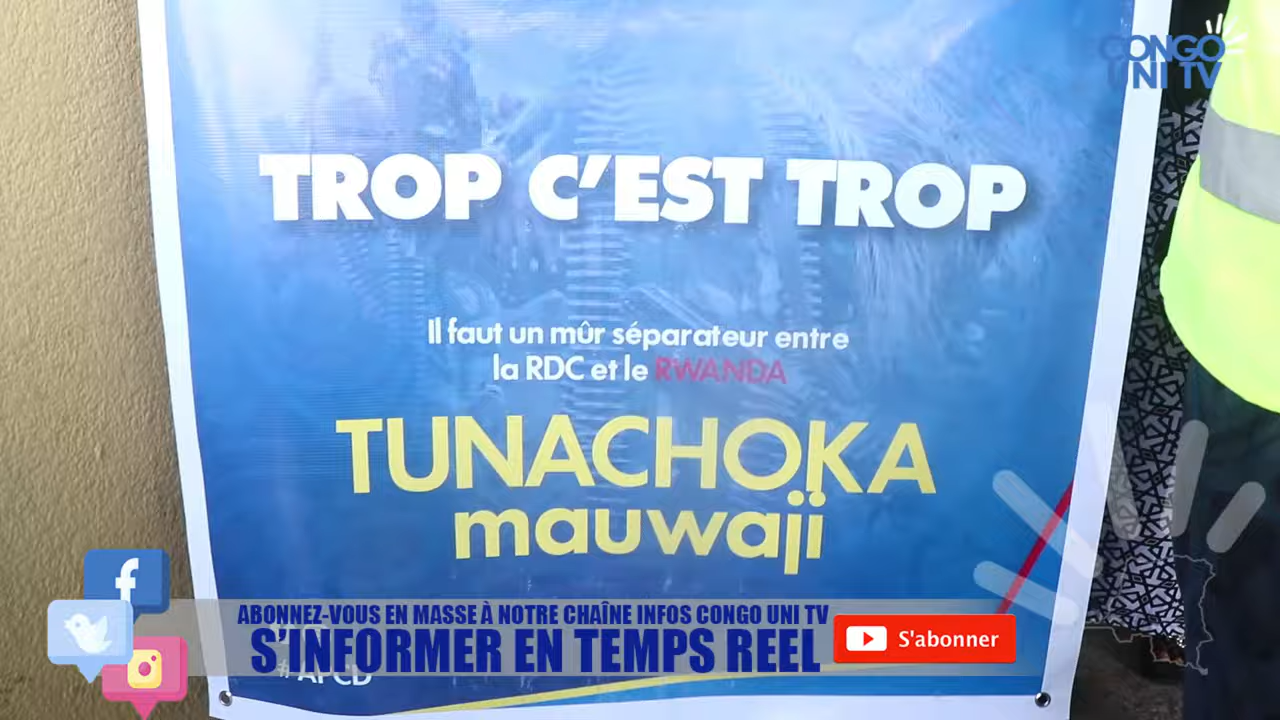 CONGO
UNI TV
TROP C'EST TROP
Il faut un mûr séparateur entre
la RDC et le RWANDA
TUNACHOKA
mauwaji
ABONNEZ-VOUS EN MASSE À NOTRE CHAÎNE INFOS CONGO UNI TV
S'INFORMER EN TEMPS REEL
S'abonner